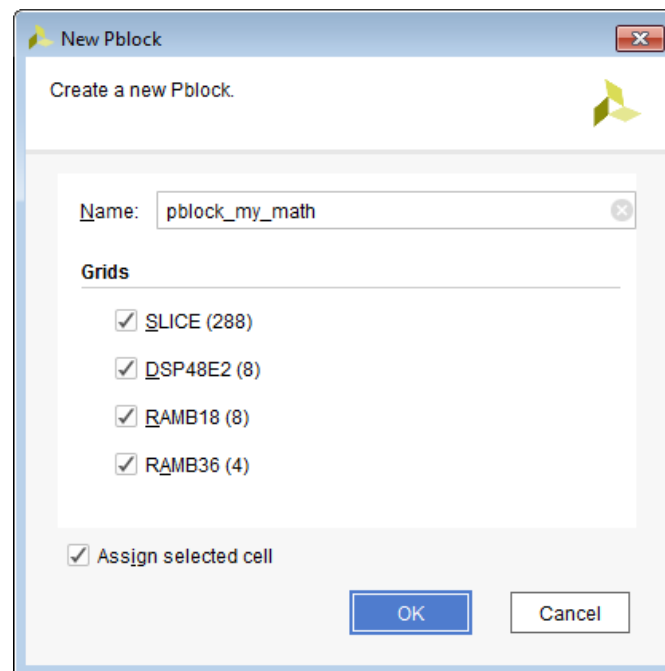 New Pblock
Create a new Pblock.
Name: pblock_my_math
Grids
SLICE (288)
DSP48E2 (8)
RAMB18 (8)
RAMB36 (4)
Assign selected cell
OK Cancel